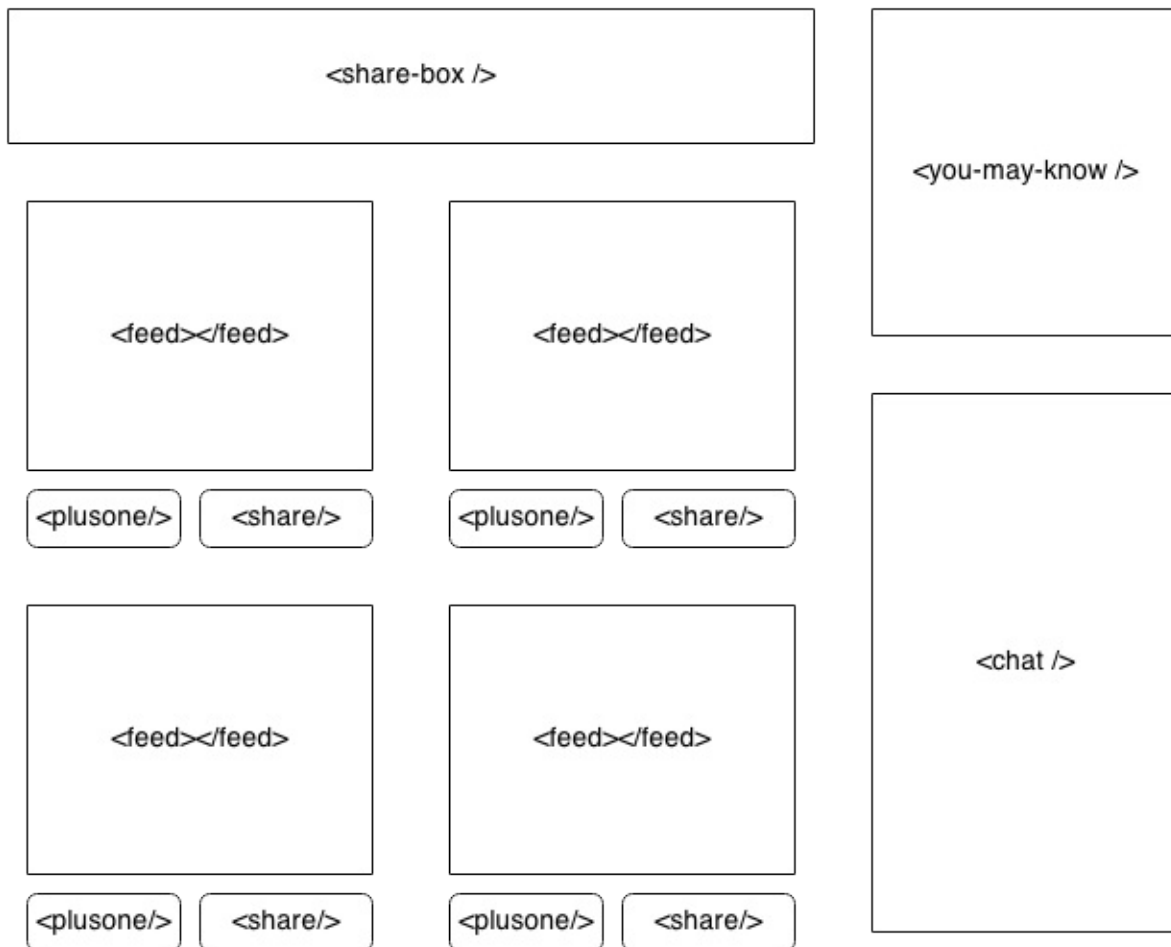 <share-box />
<you-may-know />
<feed></feed>
<feed></feed>
<plusone/>
<share/>
<plusone/>
<share/>
<feed></feed>
<feed></feed>
<chat />
<plusone/>
<share/>
<plusone/>
<share/>